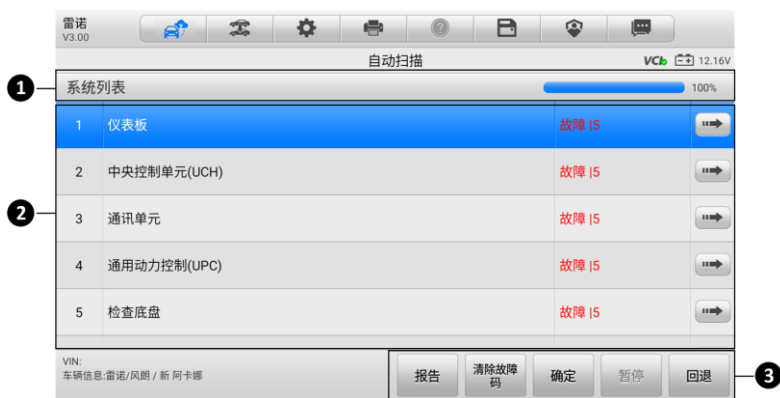 雷诺
V3.00
自动扫描
VCI 12.16V
❶ 系统列表 100%
1 仪表板 故障 |5
2 中央控制单元(UCH) 故障 |5
❷
3 通讯单元 故障 |5
4 通用动力控制(UPC) 故障 |5
5 检查底盘 故障 |5
VIN:
车辆信息:雷诺/风朗 / 新 阿卡娜
报告 清除故障码 确定 暂停 回退 ❸